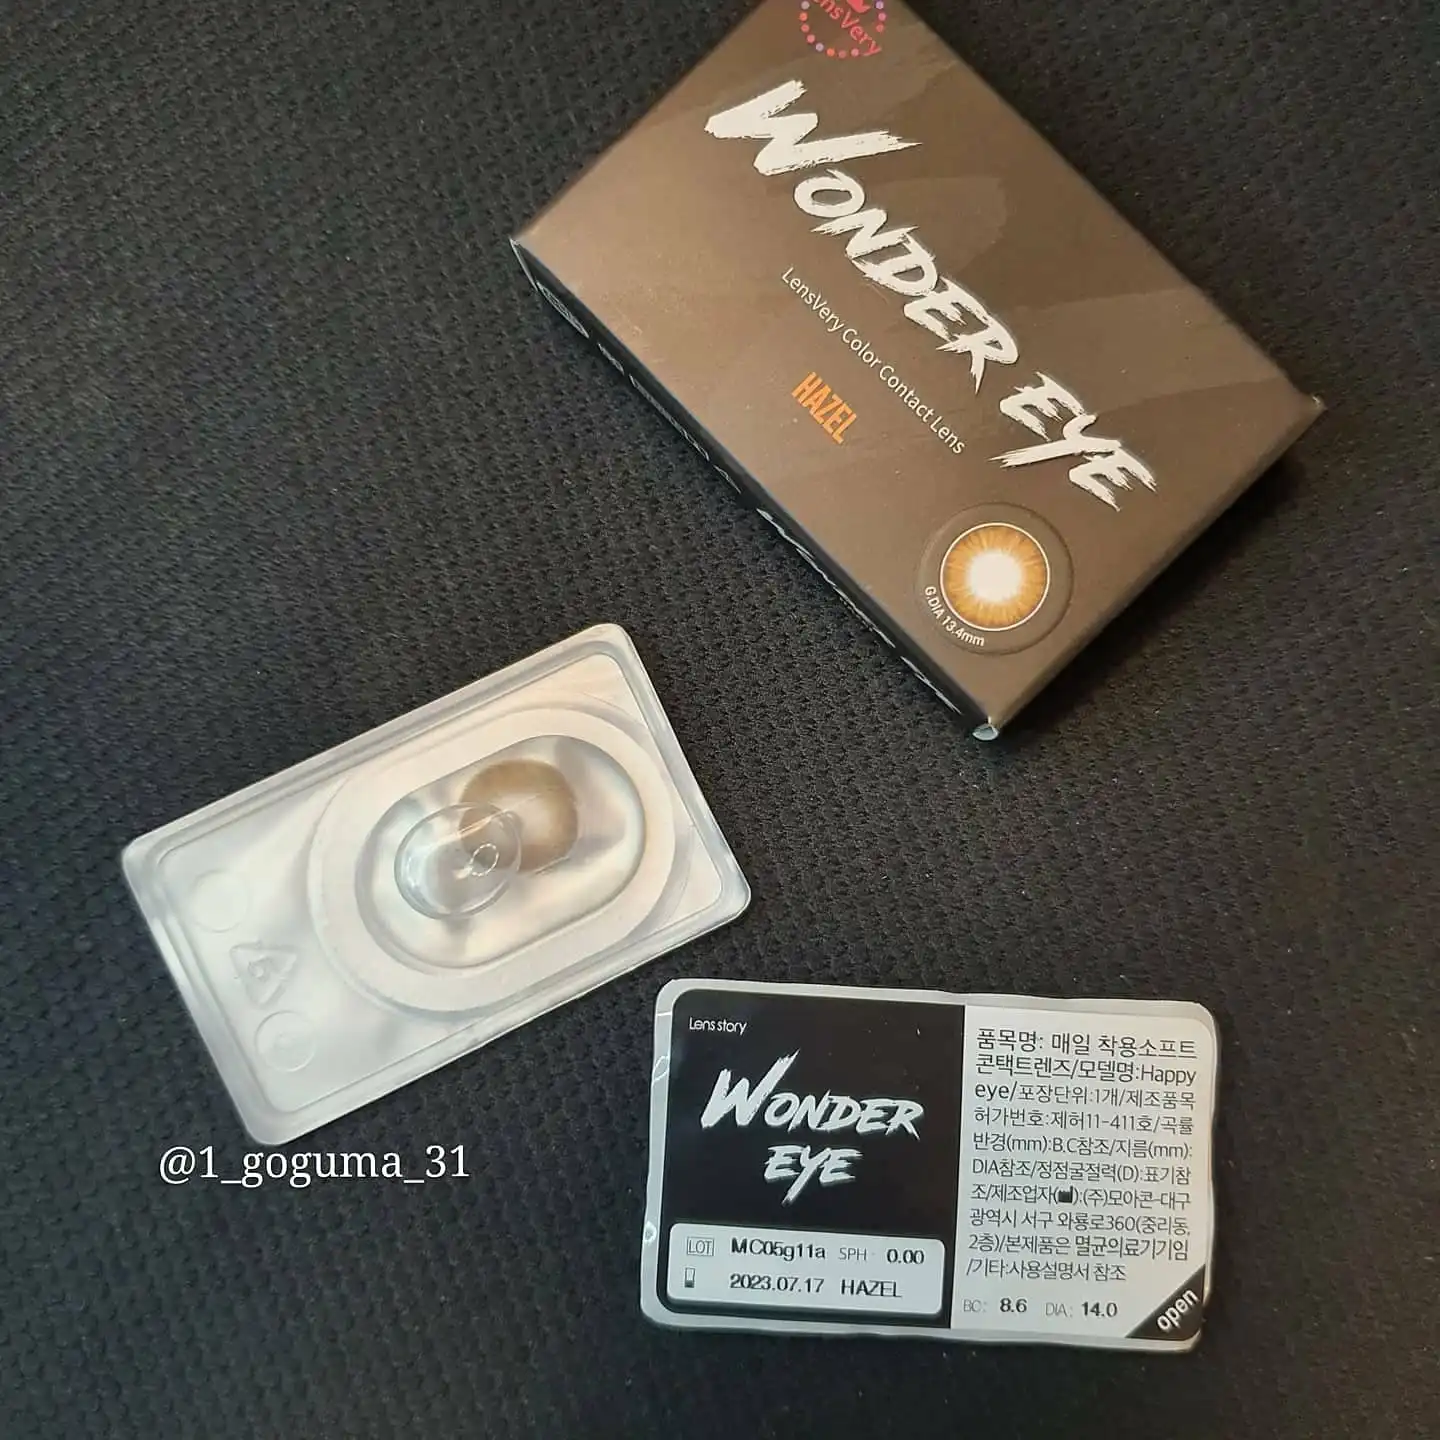 LensVery
WONDER EYE
LensVery Color Contact Lens
HAZEL
G.DIA 13.4mm
@1_goguma_31
Lens story
WONDER
EYE
LOT MC05g11a SPH 0.00
2023.07.17 HAZEL
품목명: 매일 착용소프트
콘택트렌즈/모델명:Happy
eye/포장단위:1개/제조품목
허가번호:제허11-411호/곡률
반경(mm):B.C참조/지름(mm):
DIA참조/정점굴절력(D):표기참
조/제조업자():(주)모아콘-대구
광역시 서구 와룡로360(중리동,
2층)/본제품은 멸균의료기기임
/기타:사용설명서 참조
BC: 8.6 DIA: 14.0
open